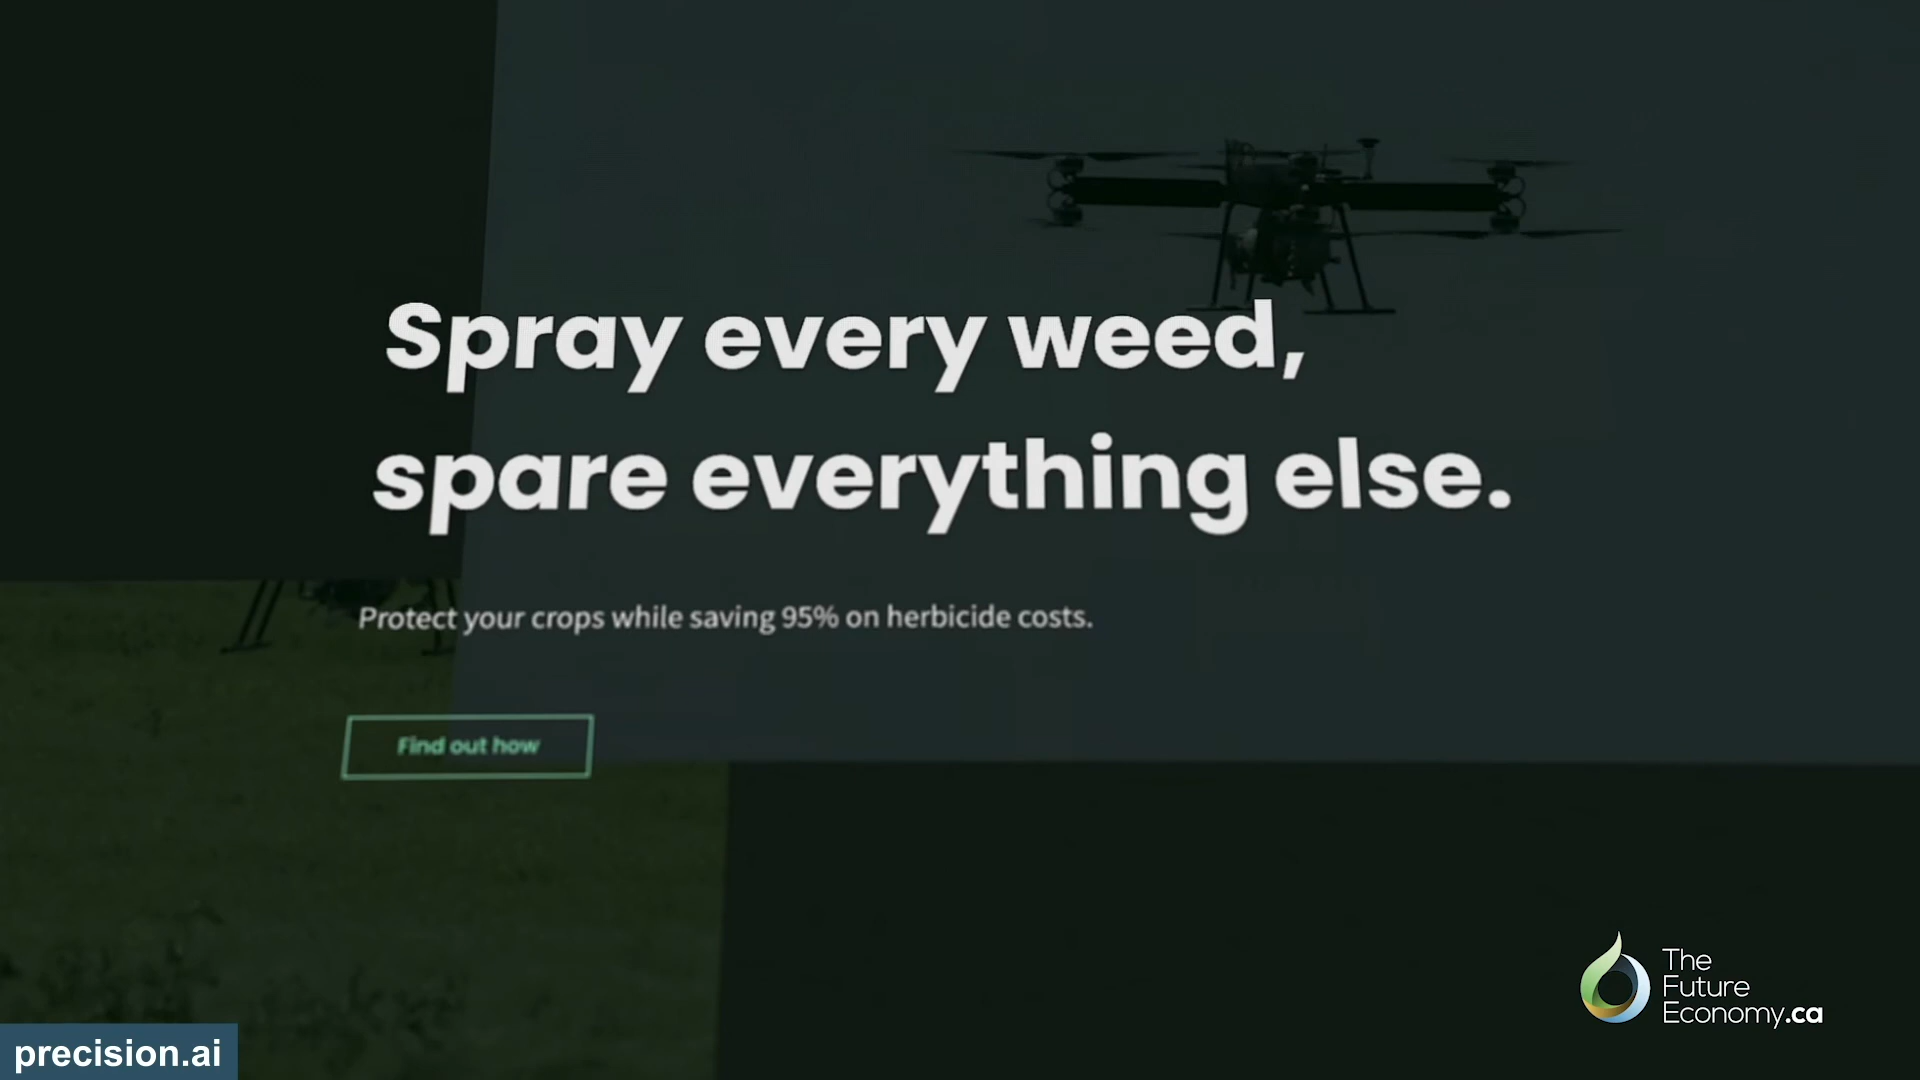 Spray every weed,
spare everything else.
Protect your crops while saving 95% on herbicide costs.
Find out how
The
Future
Economy.ca
precision.ai